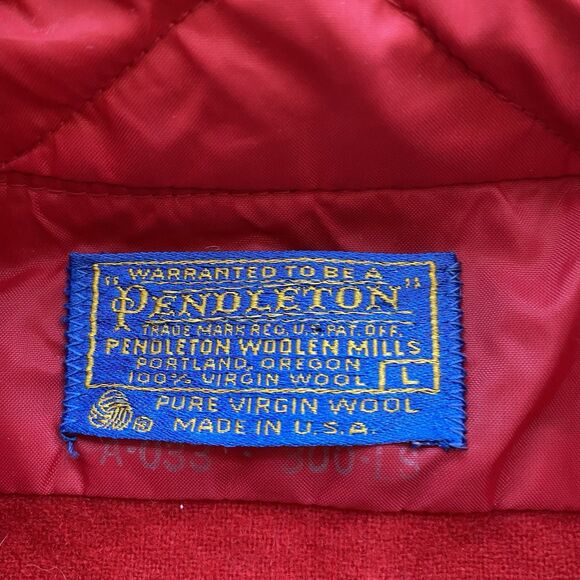 WARRANTED TO BE A
"PENDLETON"
TRADE MARK REG. U.S. PAT. OFF.
PENDLETON WOOLEN MILLS
PORTLAND, OREGON
100% VIRGIN WOOL L
PURE VIRGIN WOOL
MADE IN U.S.A.
A-033